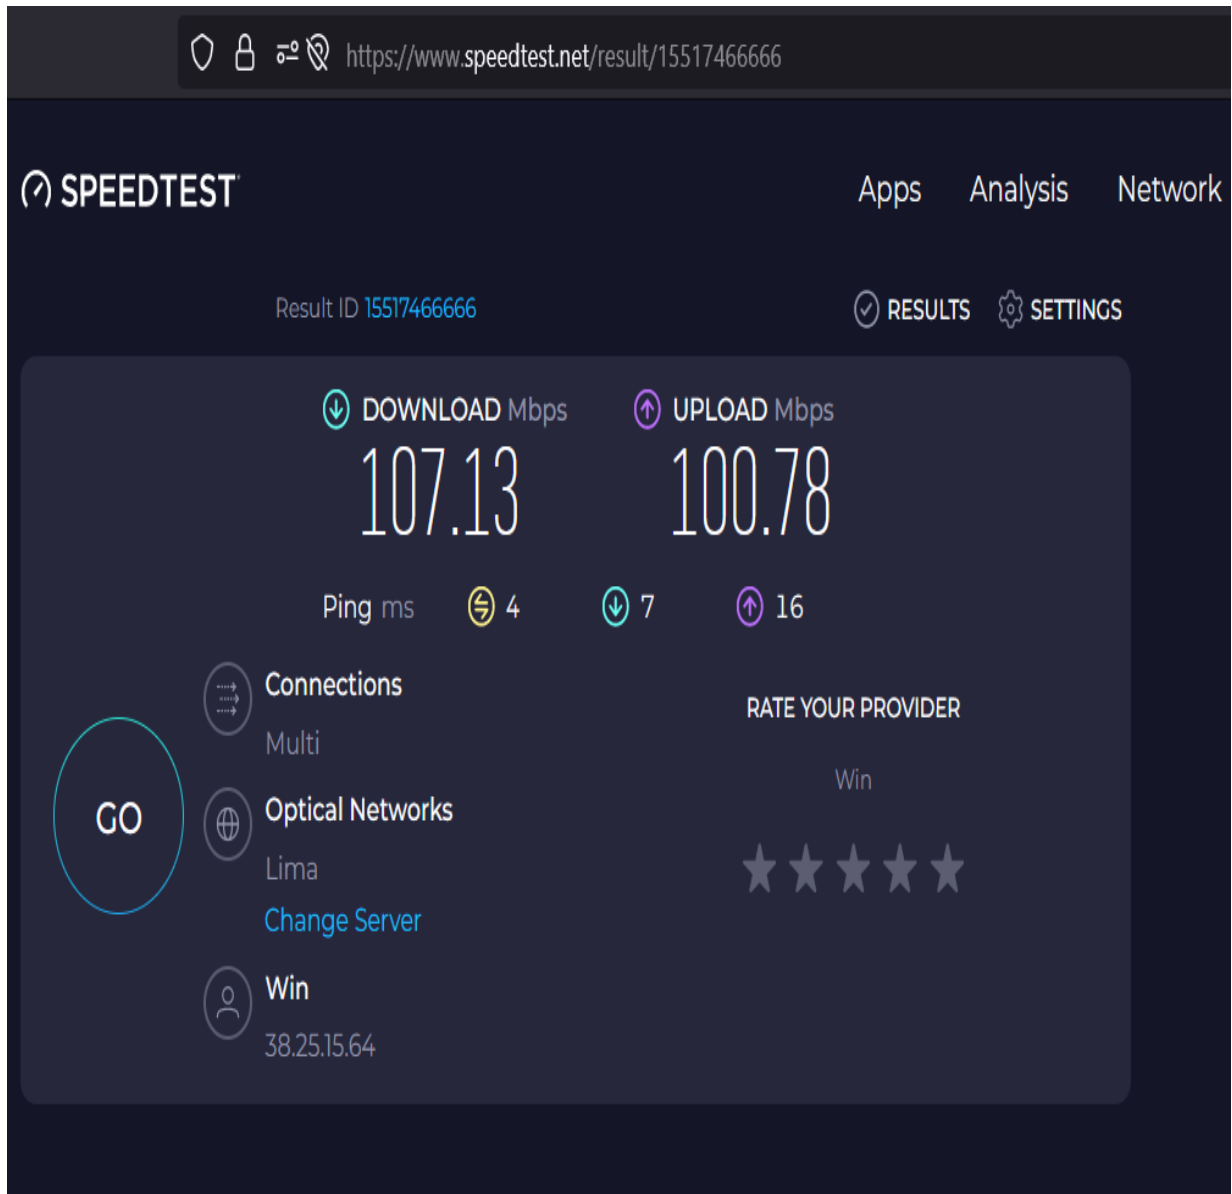 https://www.speedtest.net/result/15517466666
SPEEDTEST
Apps Analysis Network
Result ID 15517466666
RESULTS SETTINGS
DOWNLOAD Mbps UPLOAD Mbps
107.13 100.78
Ping ms 4 7 16
Connections
Multi
RATE YOUR PROVIDER
Win
GO
Optical Networks
Lima
Change Server
Win
38.25.15.64